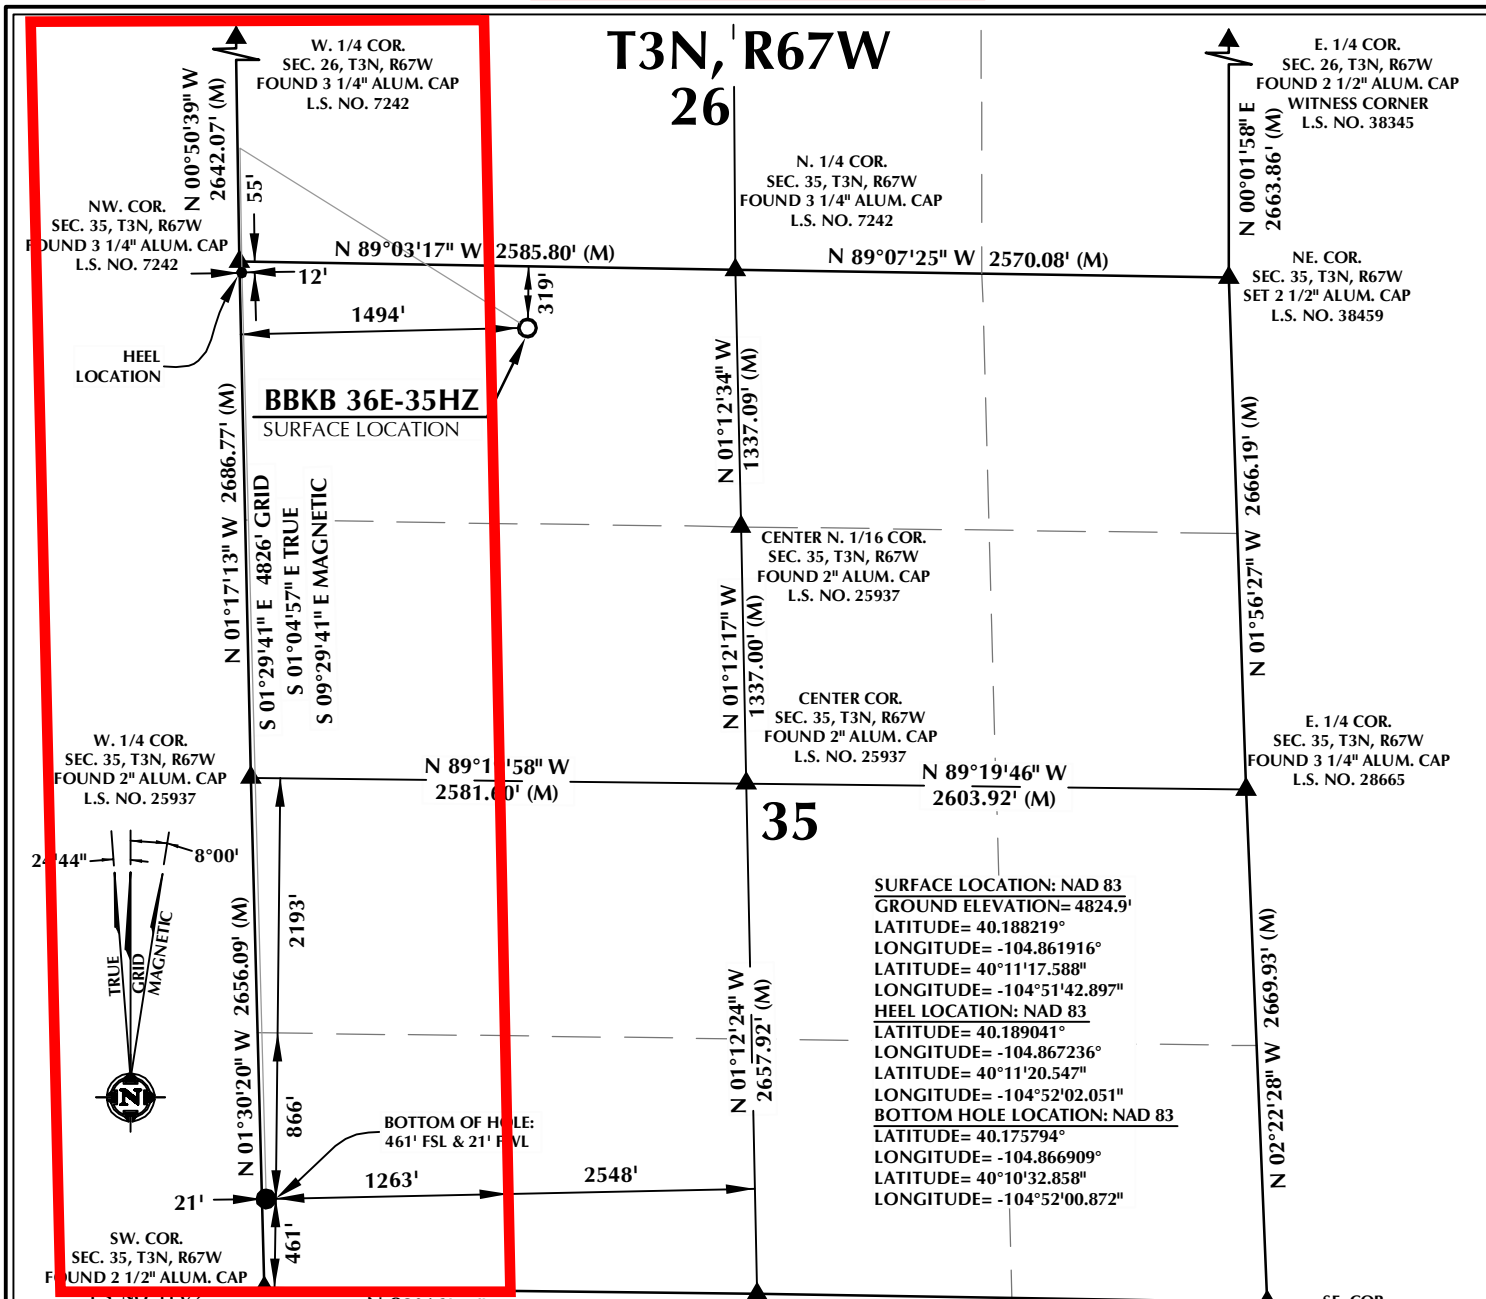 T3N, R67W
26
W. 1/4 COR.
SEC. 26, T3N, R67W
FOUND 3 1/4" ALUM. CAP
L.S. NO. 7242
E. 1/4 COR.
SEC. 26, T3N, R67W
FOUND 2 1/2" ALUM. CAP
WITNESS CORNER
L.S. NO. 38345
N 00°50'39" W
2642.07' (M)
55'
N 00°01'58" E
2663.86' (M)
N. 1/4 COR.
SEC. 35, T3N, R67W
FOUND 3 1/4" ALUM. CAP
L.S. NO. 7242
NW. COR.
SEC. 35, T3N, R67W
FOUND 3 1/4" ALUM. CAP
L.S. NO. 7242
N 89°03'17" W 2585.80' (M)
N 89°07'25" W 2570.08' (M)
NE. COR.
SEC. 35, T3N, R67W
SET 2 1/2" ALUM. CAP
L.S. NO. 38459
12'
319'
1494'
HEEL
LOCATION
BBKB 36E-35HZ
SURFACE LOCATION
N 01°17'13" W 2686.77' (M)
S 01°29'41" E 4826' GRID
S 01°04'57" E TRUE
S 09°29'41" E MAGNETIC
N 01°12'34" W
1337.09' (M)
N 01°56'27" W 2666.19' (M)
CENTER N. 1/16 COR.
SEC. 35, T3N, R67W
FOUND 2" ALUM. CAP
L.S. NO. 25937
N 01°12'17" W
1337.00' (M)
CENTER COR.
SEC. 35, T3N, R67W
FOUND 2" ALUM. CAP
L.S. NO. 25937
W. 1/4 COR.
SEC. 35, T3N, R67W
FOUND 2" ALUM. CAP
L.S. NO. 25937
E. 1/4 COR.
SEC. 35, T3N, R67W
FOUND 3 1/4" ALUM. CAP
L.S. NO. 28665
58" W
2581.60' (M)
N 89°19'46" W
2603.92' (M)
35
24'44"
8°00'
TRUE
GRID
MAGNETIC
N
2193'
N 01°30'20" W 2656.09' (M)
866'
N 01°12'24" W
2657.92' (M)
N 02°22'28" W 2669.93' (M)
SURFACE LOCATION: NAD 83
GROUND ELEVATION= 4824.9'
LATITUDE= 40.188219°
LONGITUDE= -104.861916°
LATITUDE= 40°11'17.588"
LONGITUDE= -104°51'42.897"
HEEL LOCATION: NAD 83
LATITUDE= 40.189041°
LONGITUDE= -104.867236°
LATITUDE= 40°11'20.547"
LONGITUDE= -104°52'02.051"
BOTTOM HOLE LOCATION: NAD 83
LATITUDE= 40.175794°
LONGITUDE= -104.866909°
LATITUDE= 40°10'32.858"
LONGITUDE= -104°52'00.872"
BOTTOM OF HOLE:
461' FSL & 21' FWL
21'
1263'
2548'
461'
SW. COR.
SEC. 35, T3N, R67W
FOUND 2 1/2" ALUM. CAP
SE. COR.